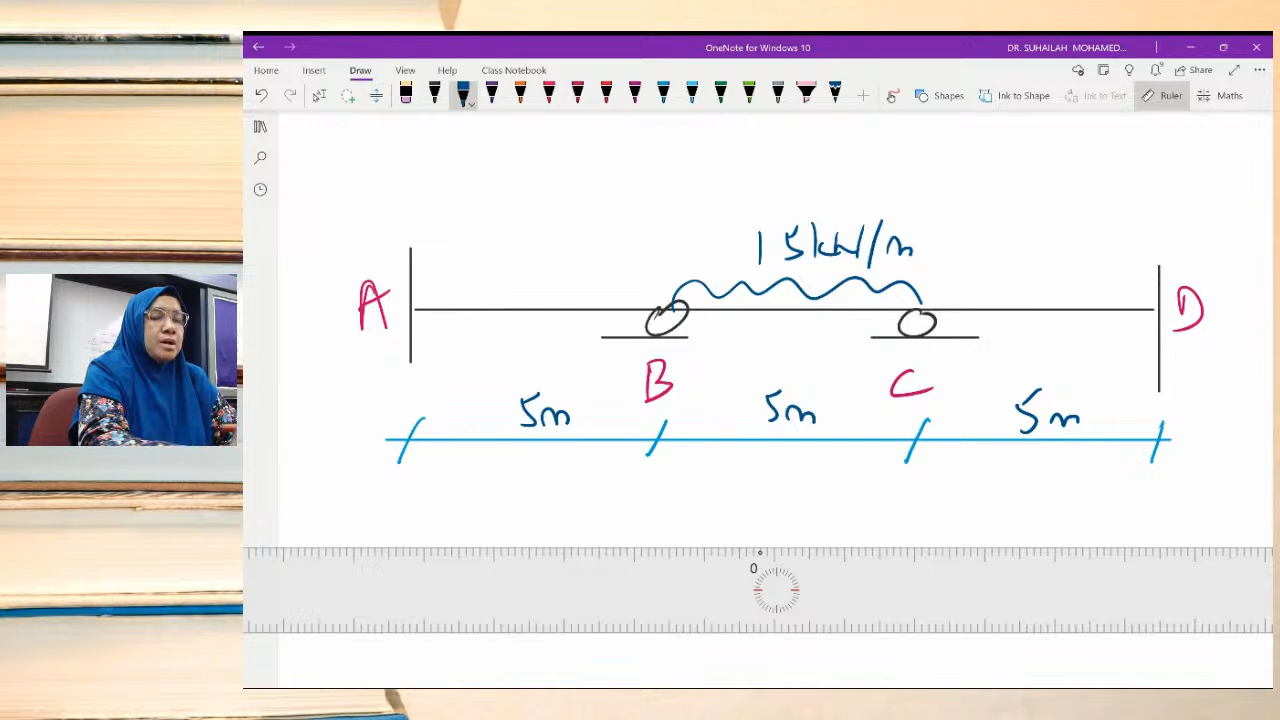 OneNote for Windows 10
DR. SUHAILAH MOHAMED...
Home Insert Draw View Help Class Notebook
Share
Shapes Ink to Shape Ink to Text Ruler Maths
15kN/m
A
D
B
C
5m 5m 5m
0